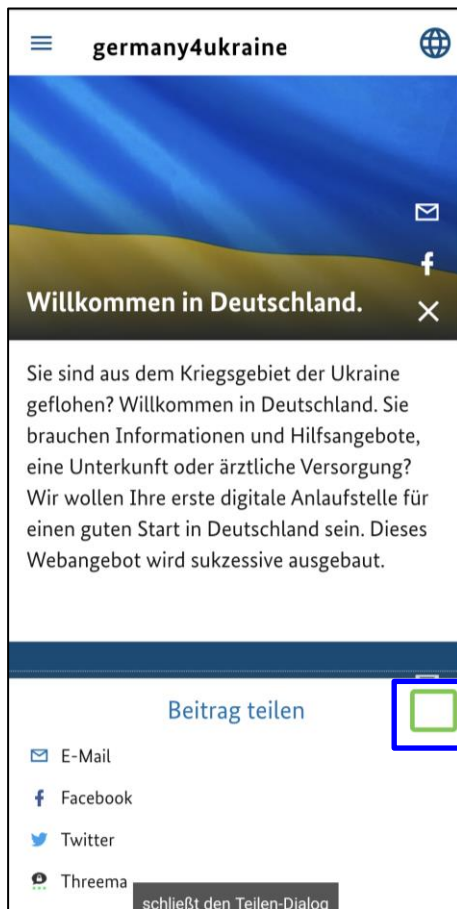 germany4ukraine
Willkommen in Deutschland.
Sie sind aus dem Kriegsgebiet der Ukraine
geflohen? Willkommen in Deutschland. Sie
brauchen Informationen und Hilfsangebote,
eine Unterkunft oder ärztliche Versorgung?
Wir wollen Ihre erste digitale Anlaufstelle für
einen guten Start in Deutschland sein. Dieses
Webangebot wird sukzessive ausgebaut.
Beitrag teilen
E-Mail
Facebook
Twitter
Threema
schließt den Teilen-Dialog